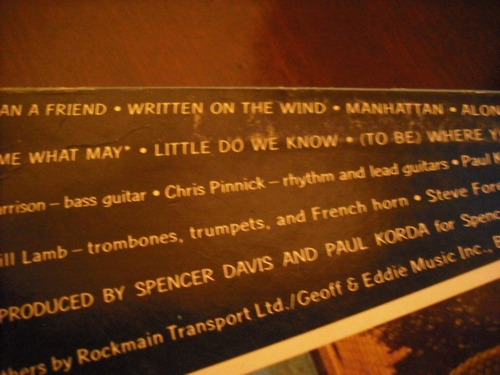 AN A FRIEND • WRITTEN ON THE WIND • MANHATTAN • ALON
ME WHAT MAY* • LITTLE DO WE KNOW • (TO BE) WHERE Y
rrison – bass guitar • Chris Pinnick – rhythm and lead guitars • Paul
ill Lamb – trombones, trumpets, and French horn • Steve For
PRODUCED BY SPENCER DAVIS AND PAUL KORDA for Spenc
thers by Rockmain Transport Ltd./Geoff & Eddie Music Inc.,